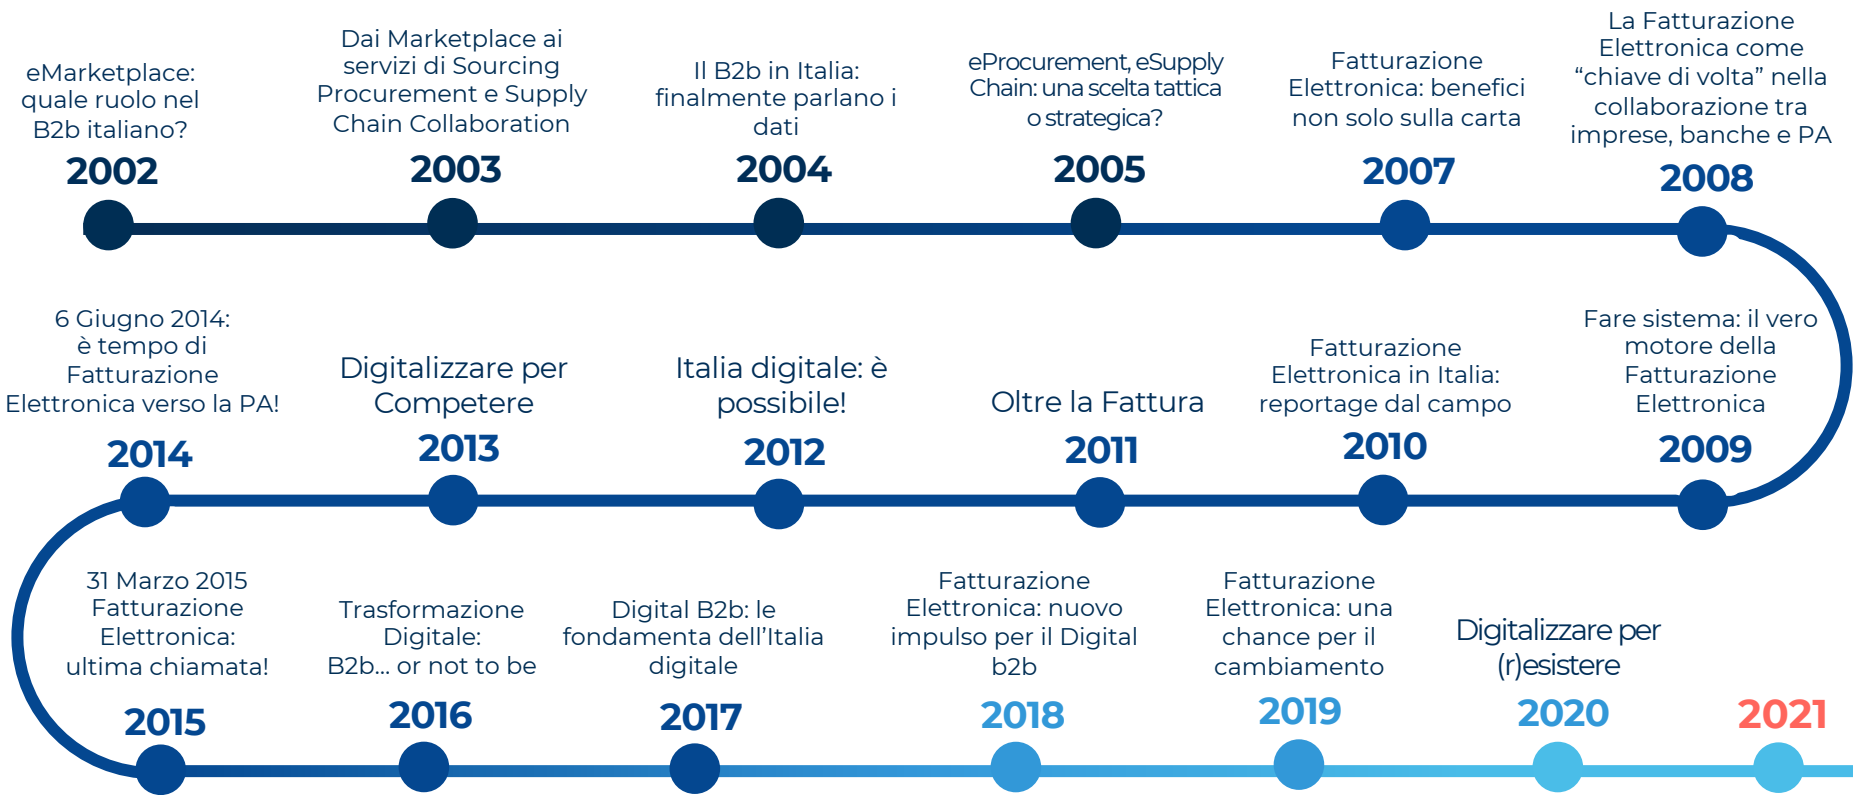 eMarketplace:
quale ruolo nel
B2b italiano?
2002
Dai Marketplace ai
servizi di Sourcing
Procurement e Supply
Chain Collaboration
2003
Il B2b in Italia:
finalmente parlano i
dati
2004
eProcurement, eSupply
Chain: una scelta tattica
o strategica?
2005
Fatturazione
Elettronica: benefici
non solo sulla carta
2007
La Fatturazione
Elettronica come
“chiave di volta” nella
collaborazione tra
imprese, banche e PA
2008
Fare sistema: il vero
motore della
Fatturazione
Elettronica
2009
Fatturazione
Elettronica in Italia:
reportage dal campo
2010
Oltre la Fattura
2011
Italia digitale: è
possibile!
2012
Digitalizzare per
Competere
2013
6 Giugno 2014:
è tempo di
Fatturazione
Elettronica verso la PA!
2014
31 Marzo 2015
Fatturazione
Elettronica:
ultima chiamata!
2015
Trasformazione
Digitale:
B2b... or not to be
2016
Digital B2b: le
fondamenta dell’Italia
digitale
2017
Fatturazione
Elettronica: nuovo
impulso per il Digital
b2b
2018
Fatturazione
Elettronica: una
chance per il
cambiamento
2019
Digitalizzare per
(r)esistere
2020
2021